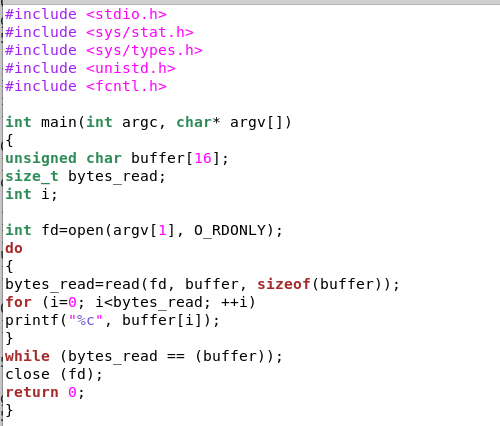 #include <stdio.h>
#include <sys/stat.h>
#include <sys/types.h>
#include <unistd.h>
#include <fcntl.h>
int main(int argc, char* argv[])
{
unsigned char buffer[16];
size_t bytes_read;
int i;
int fd=open(argv[1], O_RDONLY);
do
{
bytes_read=read(fd, buffer, sizeof(buffer));
for (i=0; i<bytes_read; ++i)
printf("%c", buffer[i]);
}
while (bytes_read == (buffer));
close (fd);
return 0;
}